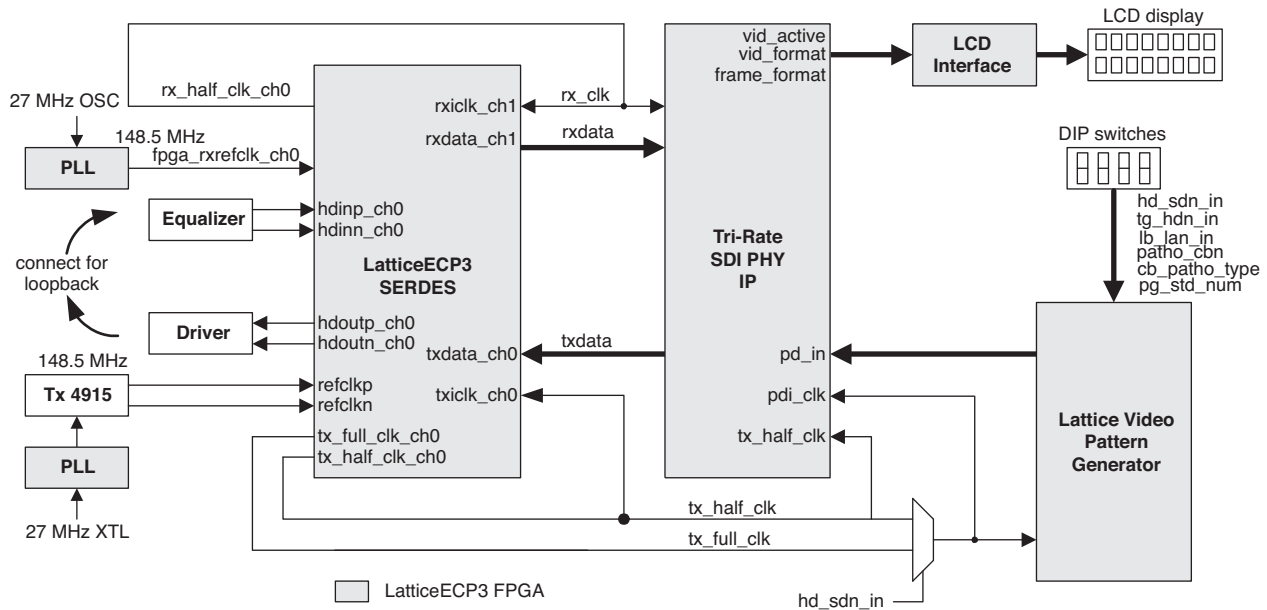 LCD display
vid_active
vid_format
frame_format
LCD
Interface
rx_half_clk_ch0
27 MHz OSC
148.5 MHz
fpga_rxrefclk_ch0
PLL
rxiclk_ch1
rx_clk
rxdata_ch1
rxdata
DIP switches
hd_sdn_in
tg_hdn_in
lb_lan_in
patho_cbn
cb_patho_type
pg_std_num
Equalizer
hdinp_ch0
hdinn_ch0
connect for
loopback
LatticeECP3
SERDES
Tri-Rate
SDI PHY
IP
Driver
hdoutp_ch0
hdoutn_ch0
txdata_ch0
txdata
pd_in
148.5 MHz
Tx 4915
refclkp
refclkn
txiclk_ch0
pdi_clk
tx_full_clk_ch0
tx_half_clk_ch0
tx_half_clk
Lattice Video
Pattern
Generator
PLL
27 MHz XTL
tx_half_clk
tx_full_clk
LatticeECP3 FPGA
hd_sdn_in